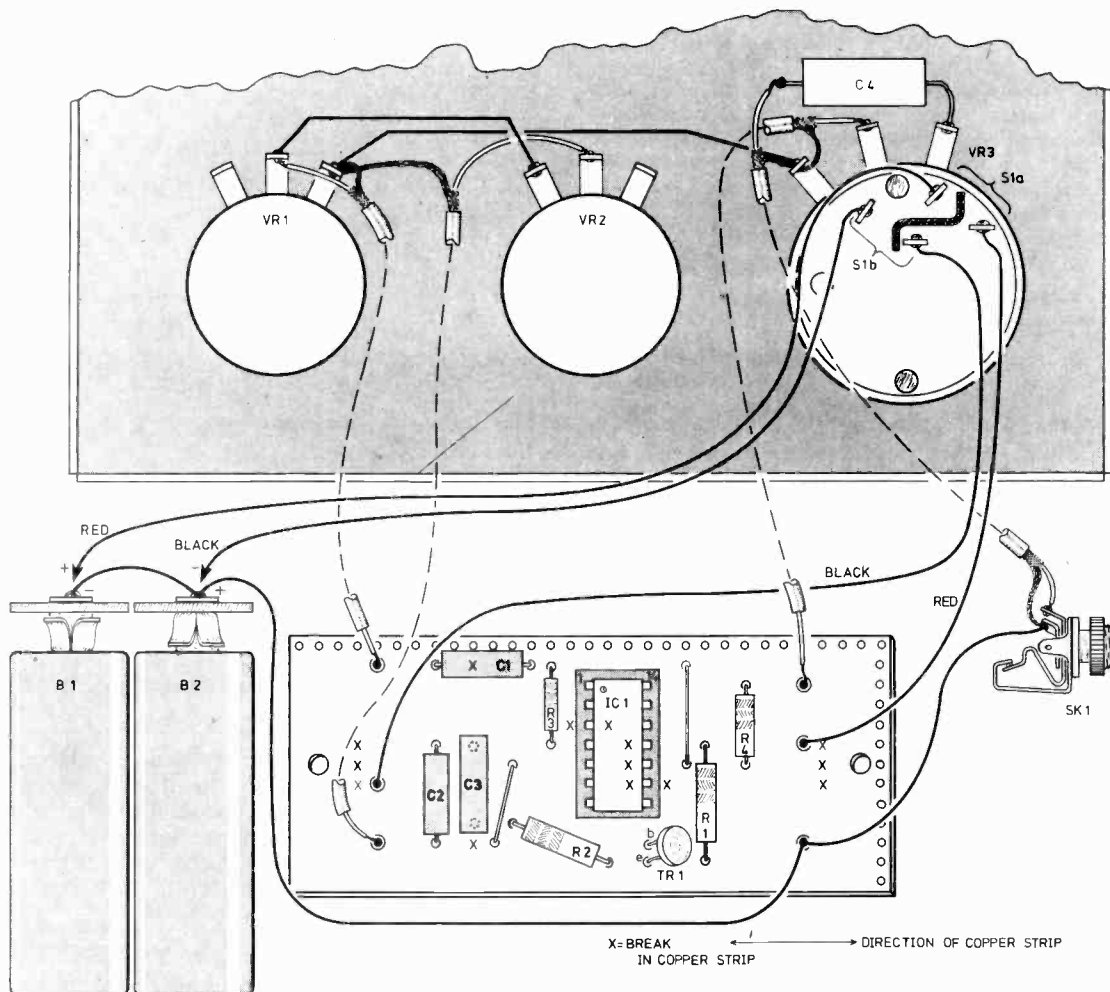 C4
VR3
S1a
VR1
VR2
S1b
RED
BLACK
+
-
-
+
BLACK
RED
B1
B2
C1
R3
IC1
R4
SK1
X
X
X
X
X
X
X
X
X
X
X
X
X
X
C2
C3
R1
b
R2
e
X
TR1
X=BREAK
IN COPPER STRIP
DIRECTION OF COPPER STRIP